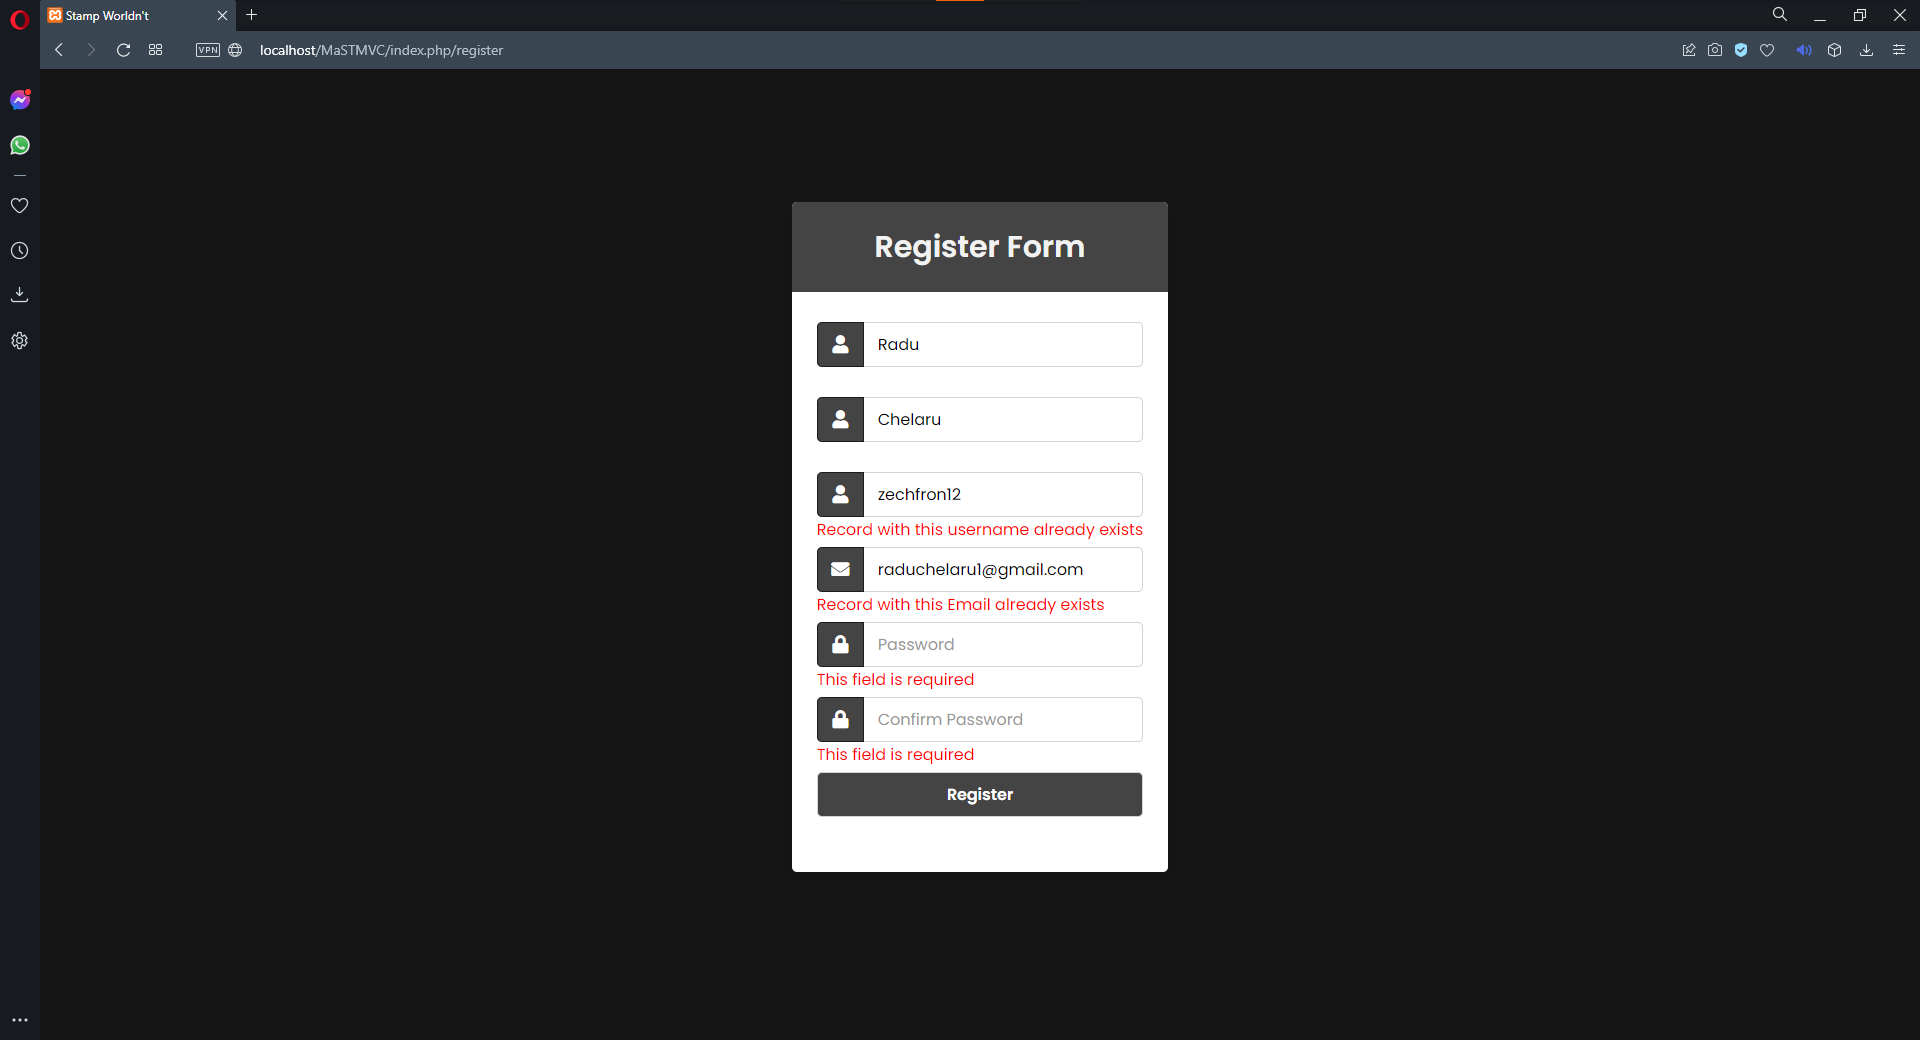 Stamp Worldn't
VPN
localhost/MaSTMVC/index.php/register
Register Form
Radu
Chelaru
zechfron12
Record with this username already exists
raduchelaru1@gmail.com
Record with this Email already exists
Password
This field is required
Confirm Password
This field is required
Register